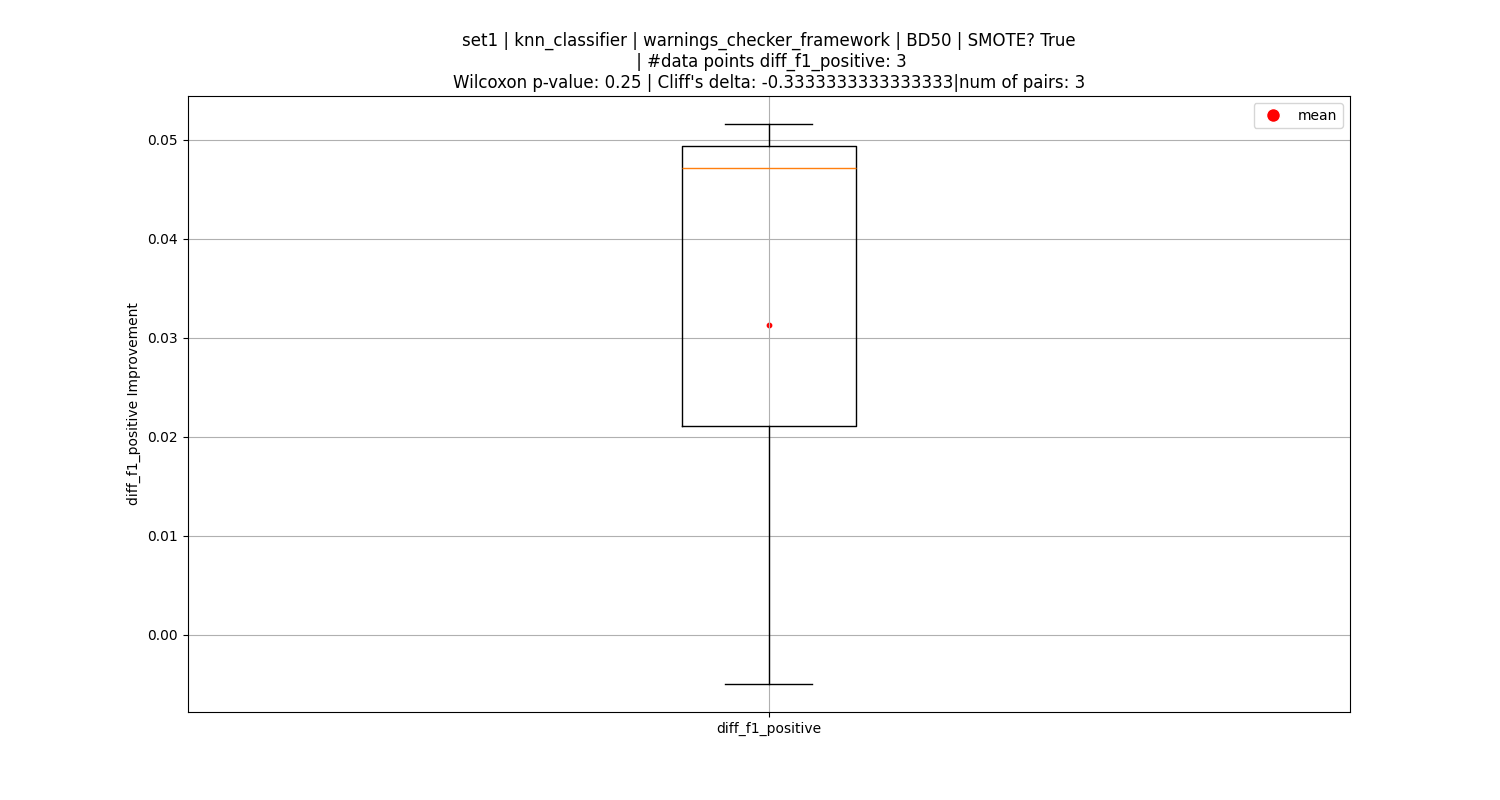 set1 | knn_classifier | warnings_checker_framework | BD50 | SMOTE? True
| #data points diff_f1_positive: 3
Wilcoxon p-value: 0.25 | Cliff's delta: -0.3333333333333333|num of pairs: 3
mean
0.05
0.04
0.03
0.02
0.01
0.00
diff_f1_positive Improvement
diff_f1_positive